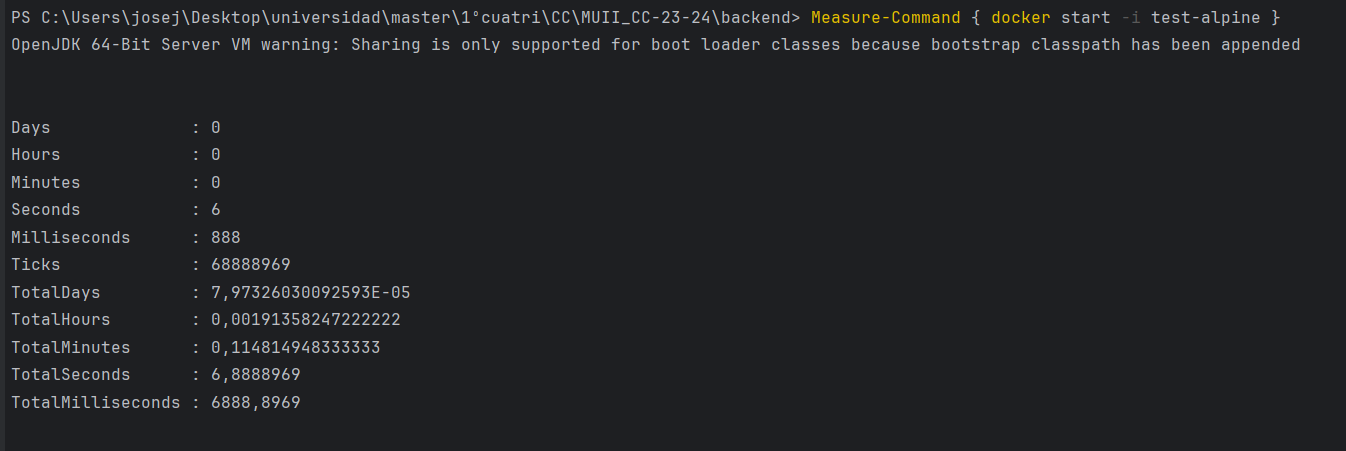 PS C:\Users\josej\Desktop\universidad\master\1ºcuatri\CC\MUII_CC-23-24\backend> Measure-Command { docker start -i test-alpine }
OpenJDK 64-Bit Server VM warning: Sharing is only supported for boot loader classes because bootstrap classpath has been appended
Days              : 0
Hours             : 0
Minutes           : 0
Seconds           : 6
Milliseconds      : 888
Ticks             : 68888969
TotalDays         : 7,97326030092593E-05
TotalHours        : 0,00191358247222222
TotalMinutes      : 0,114814948333333
TotalSeconds      : 6,8888969
TotalMilliseconds : 6888,8969